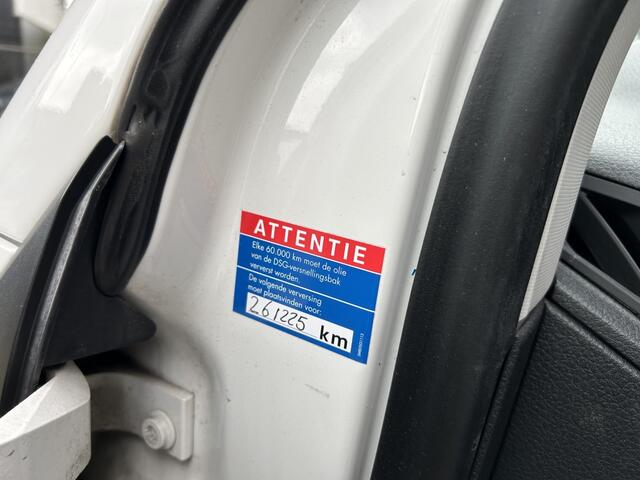 ATTENTIE
Elke 60.000 km moet de olie
van de DSG-versnellingsbak
ververst worden.
De volgende verversing
moet plaatsvinden voor:
261225 km